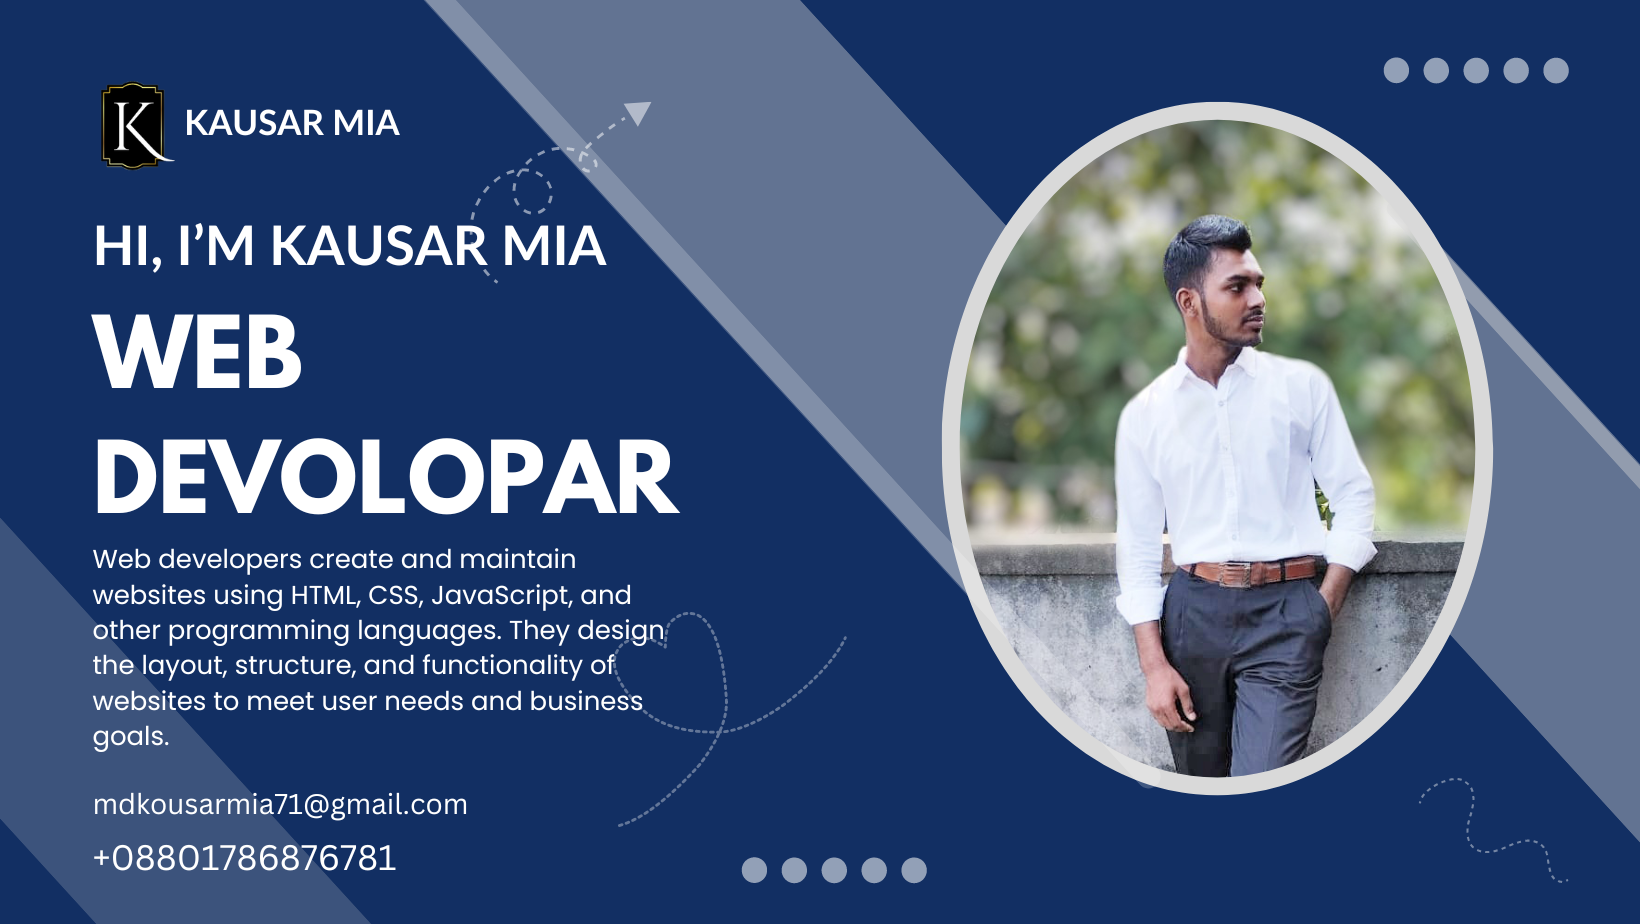 K
KAUSAR MIA
HI, I’M KAUSAR MIA
WEB
DEVOLOPAR
Web developers create and maintain
websites using HTML, CSS, JavaScript, and
other programming languages. They design
the layout, structure, and functionality of
websites to meet user needs and business
goals.
mdkousarmia71@gmail.com
+08801786876781